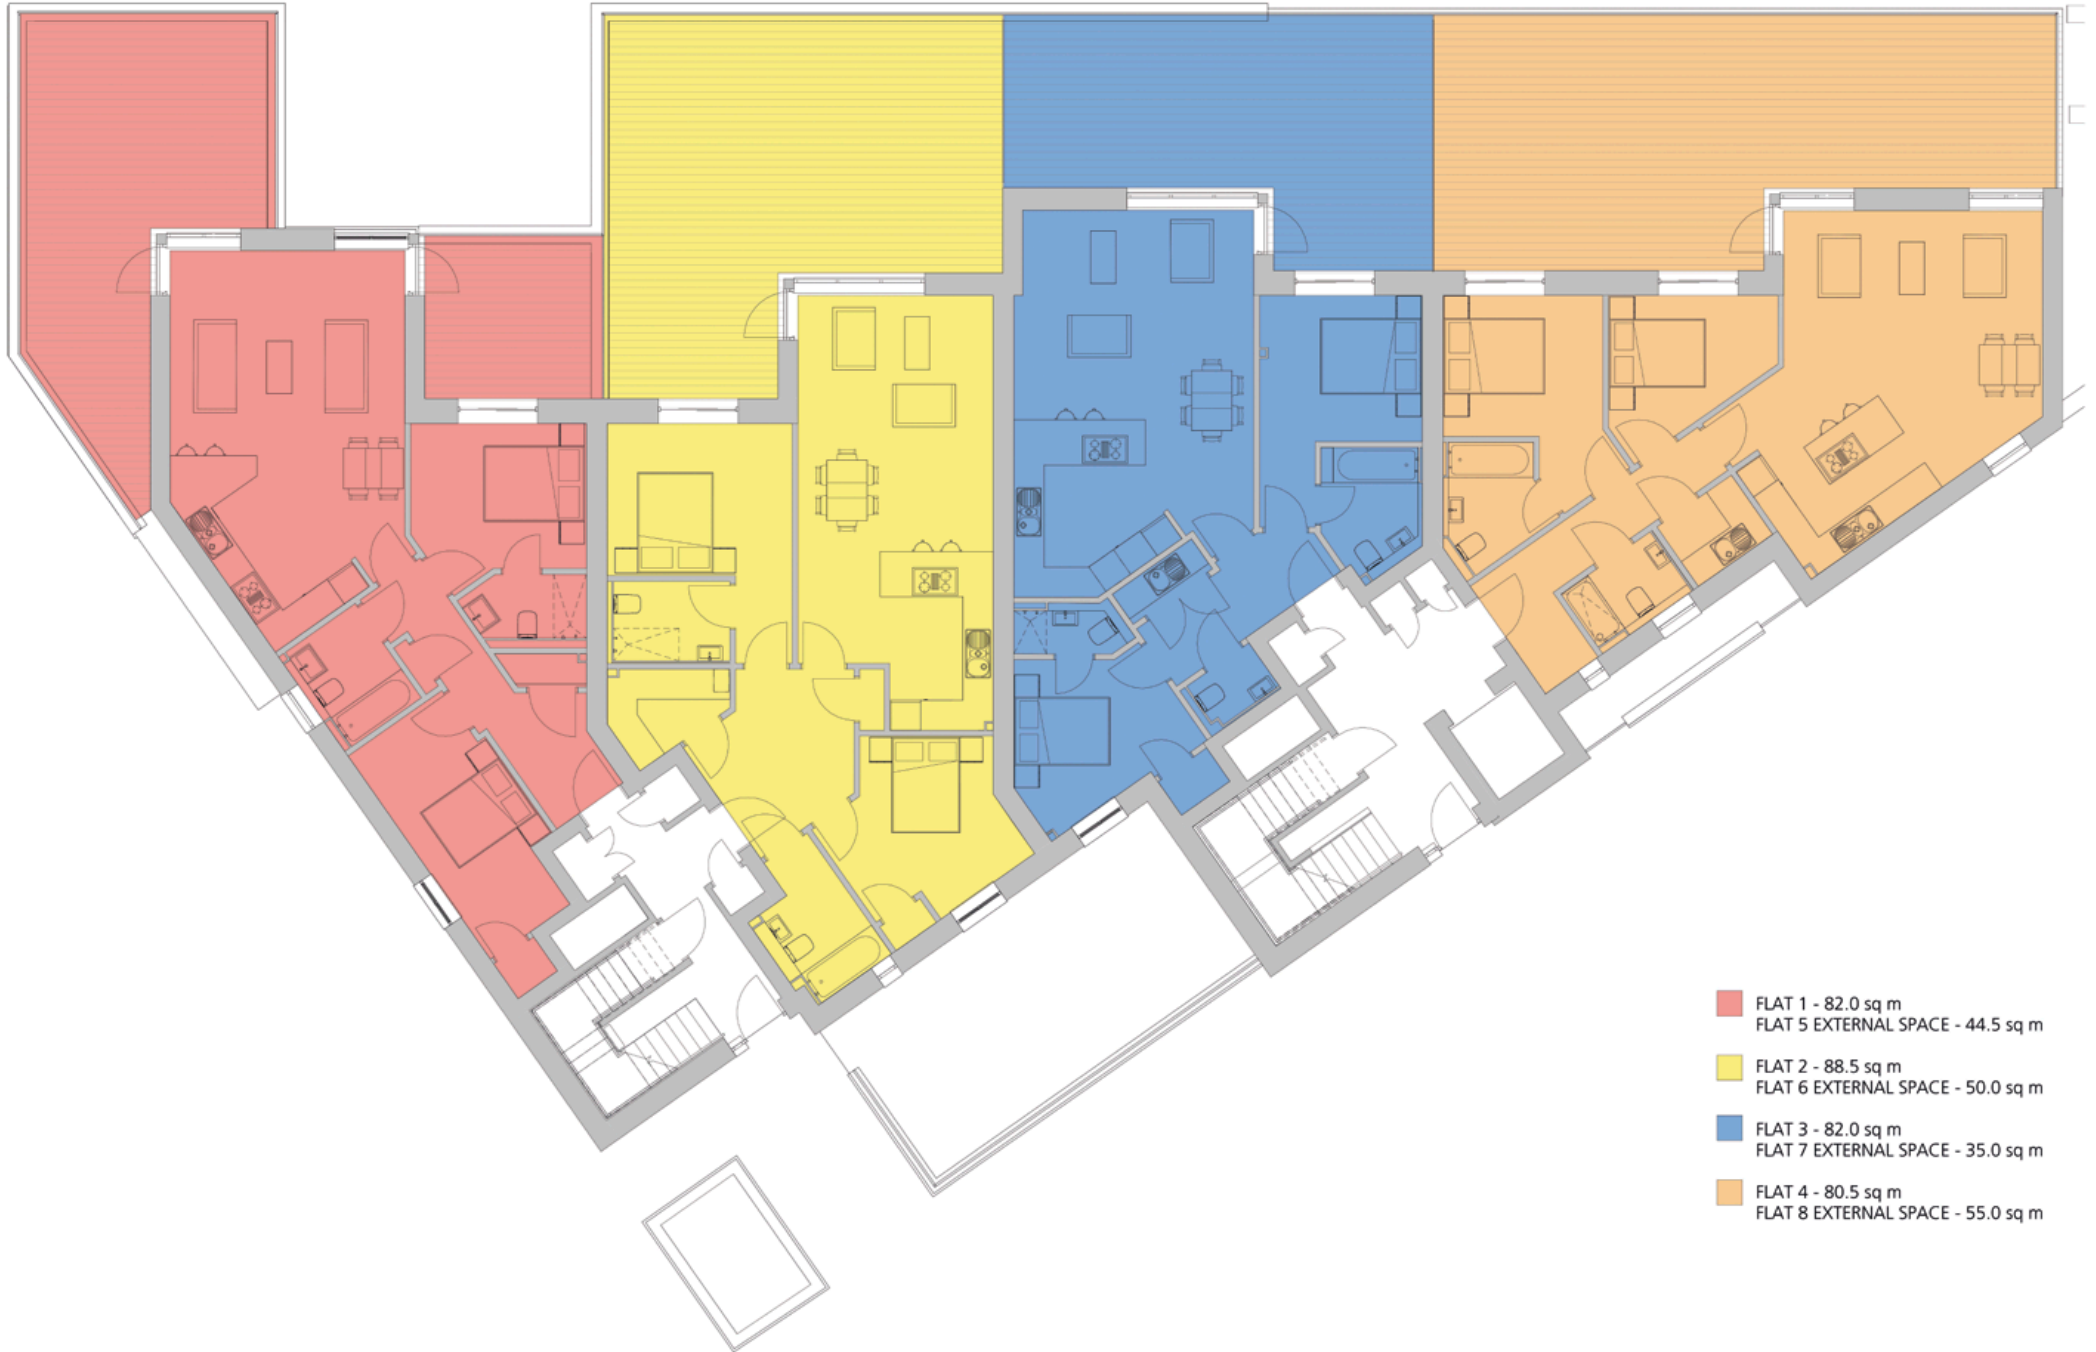 FLAT 1 - 82.0 sq m
FLAT 5 EXTERNAL SPACE - 44.5 sq m
FLAT 2 - 88.5 sq m
FLAT 6 EXTERNAL SPACE - 50.0 sq m
FLAT 3 - 82.0 sq m
FLAT 7 EXTERNAL SPACE - 35.0 sq m
FLAT 4 - 80.5 sq m
FLAT 8 EXTERNAL SPACE - 55.0 sq m